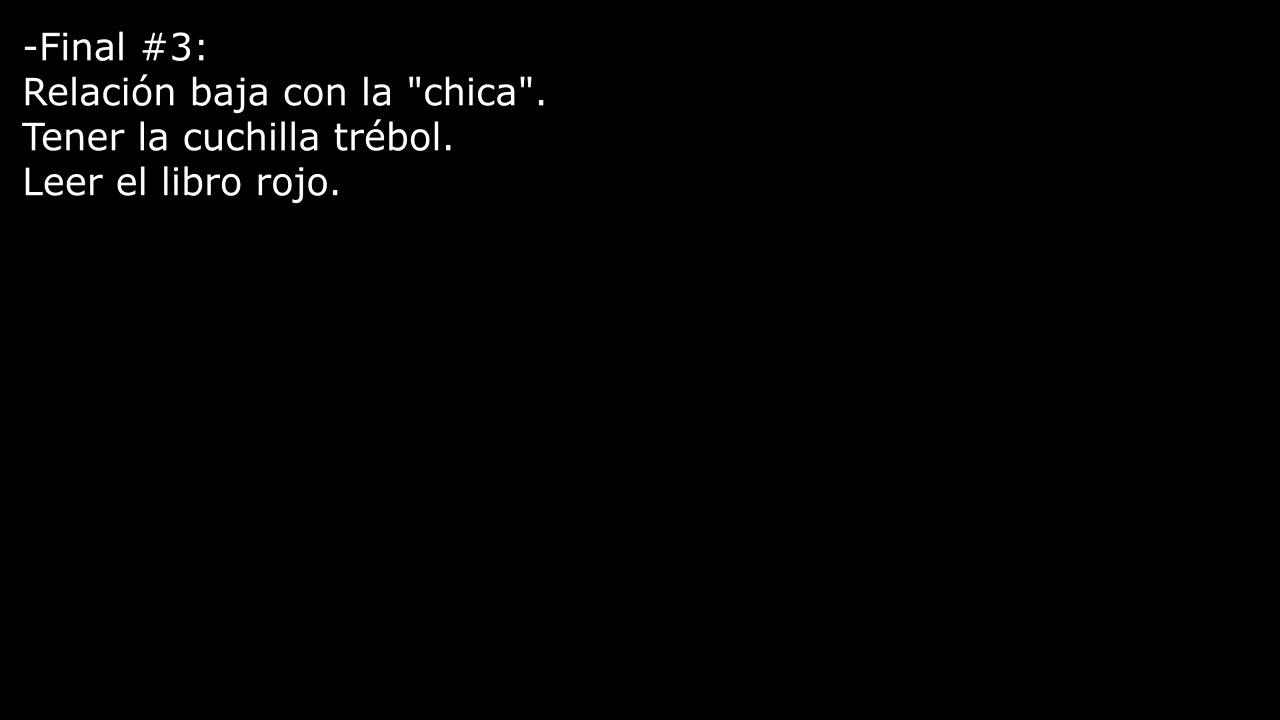 -Final #3:
Relación baja con la "chica".
Tener la cuchilla trébol.
Leer el libro rojo.